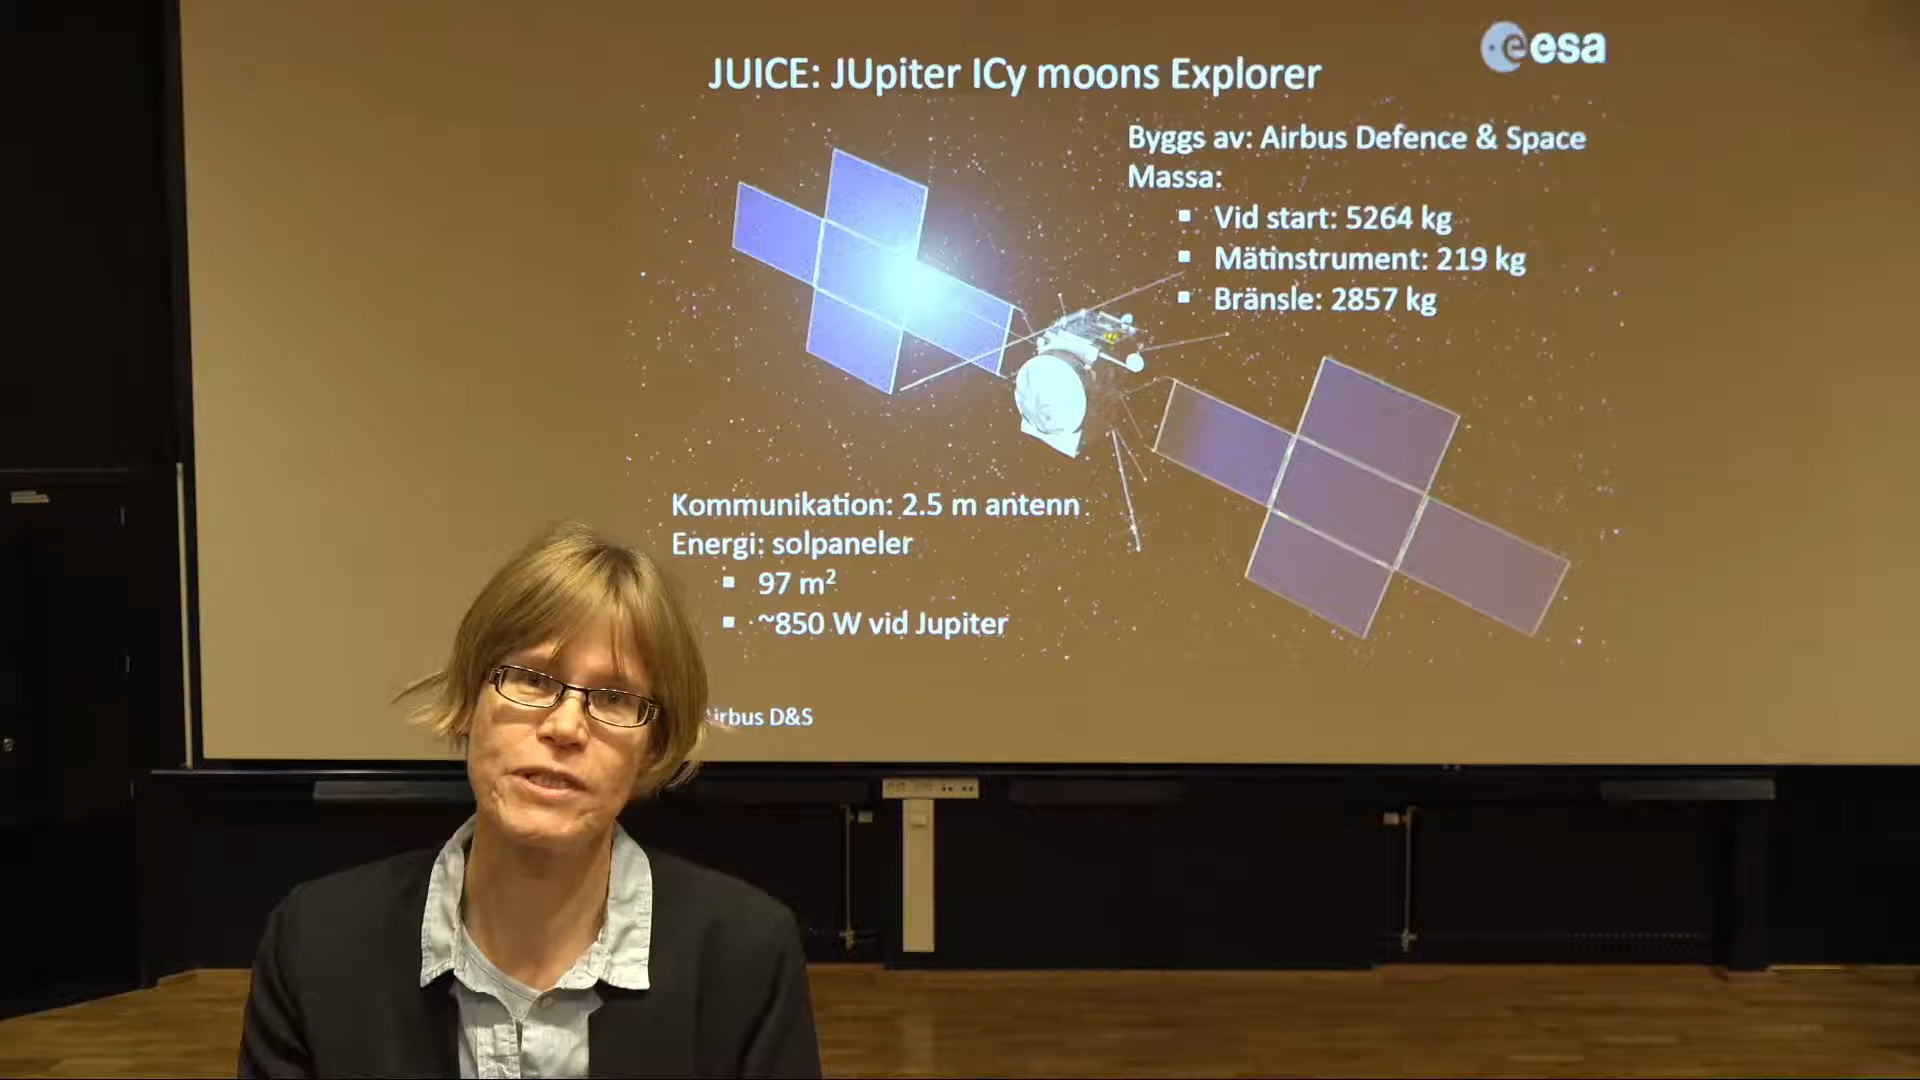 esa
JUICE: JUpiter ICy moons Explorer
Byggs av: Airbus Defence & Space
Massa:
▪ Vid start: 5264 kg
▪ Mätinstrument: 219 kg
▪ Bränsle: 2857 kg
Kommunikation: 2.5 m antenn
Energi: solpaneler
▪ 97 m²
▪ ~850 W vid Jupiter
Airbus D&S